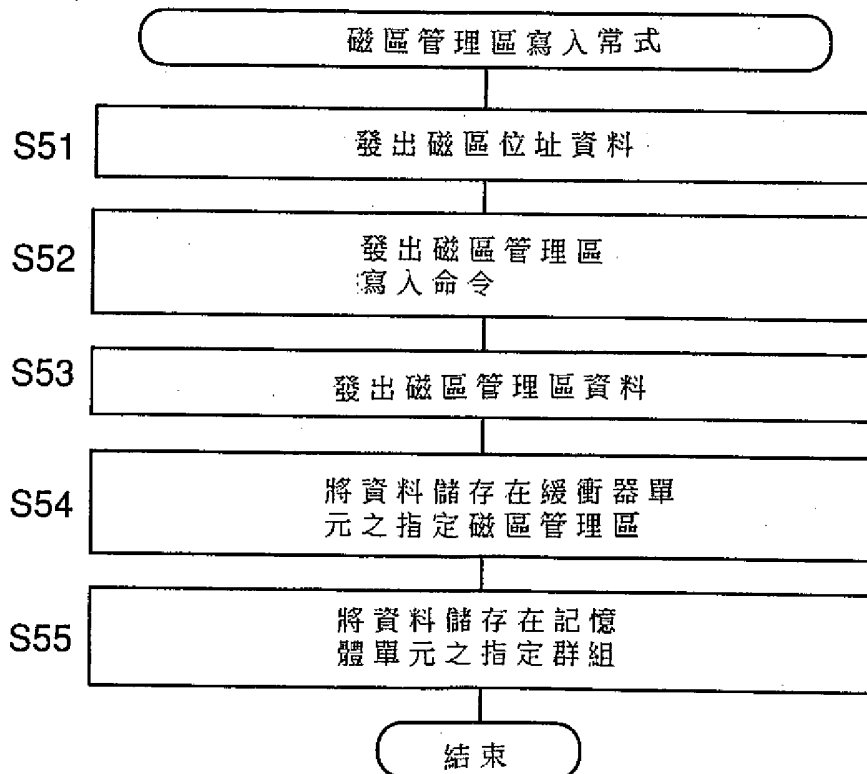 磁區管理區寫入常式
S51
發出磁區位址資料
S52
發出磁區管理區
寫入命令
S53
發出磁區管理區資料
S54
將資料儲存在緩衝器單
元之指定磁區管理區
S55
將資料儲存在記憶
體單元之指定群組
結束